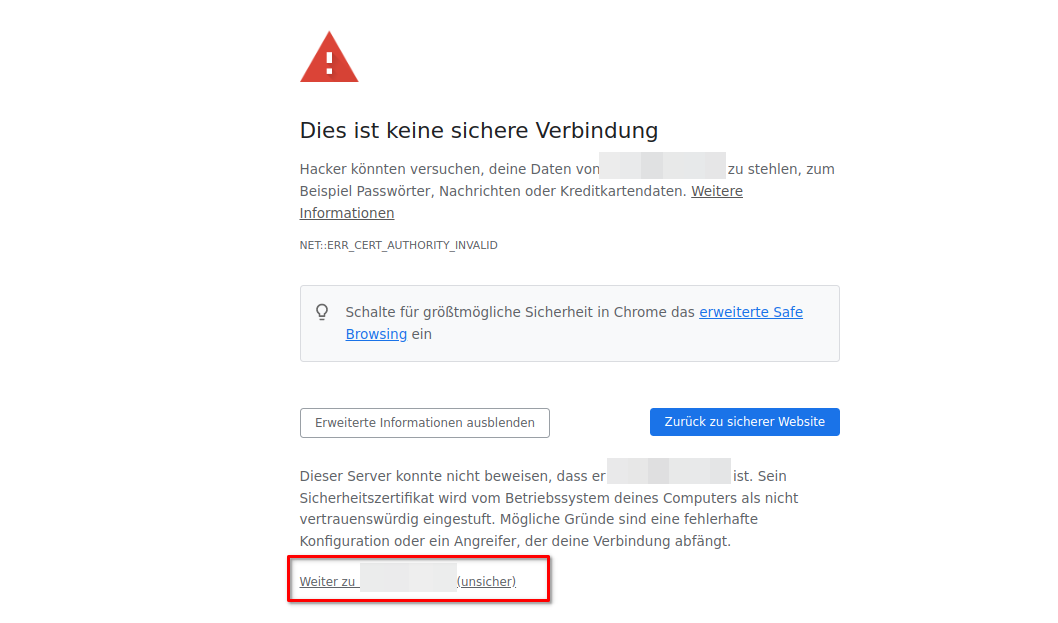 Dies ist keine sichere Verbindung
Hacker könnten versuchen, deine Daten von zu stehlen, zum
Beispiel Passwörter, Nachrichten oder Kreditkartendaten. Weitere
Informationen
NET::ERR_CERT_AUTHORITY_INVALID
Schalte für größtmögliche Sicherheit in Chrome das erweiterte Safe
Browsing ein
Erweiterte Informationen ausblenden
Zurück zu sicherer Website
Dieser Server konnte nicht beweisen, dass er ist. Sein
Sicherheitszertifikat wird vom Betriebssystem deines Computers als nicht
vertrauenswürdig eingestuft. Mögliche Gründe sind eine fehlerhafte
Konfiguration oder ein Angreifer, der deine Verbindung abfängt.
Weiter zu (unsicher)